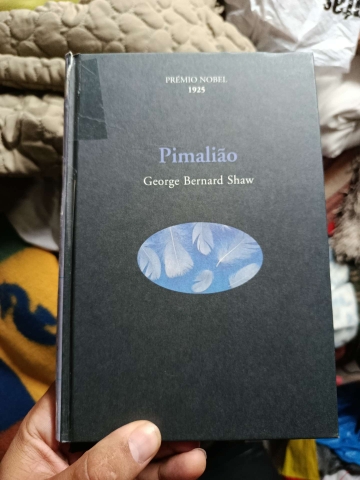 PRÉMIO NOBEL
1925
Pimalião
George Bernard Shaw